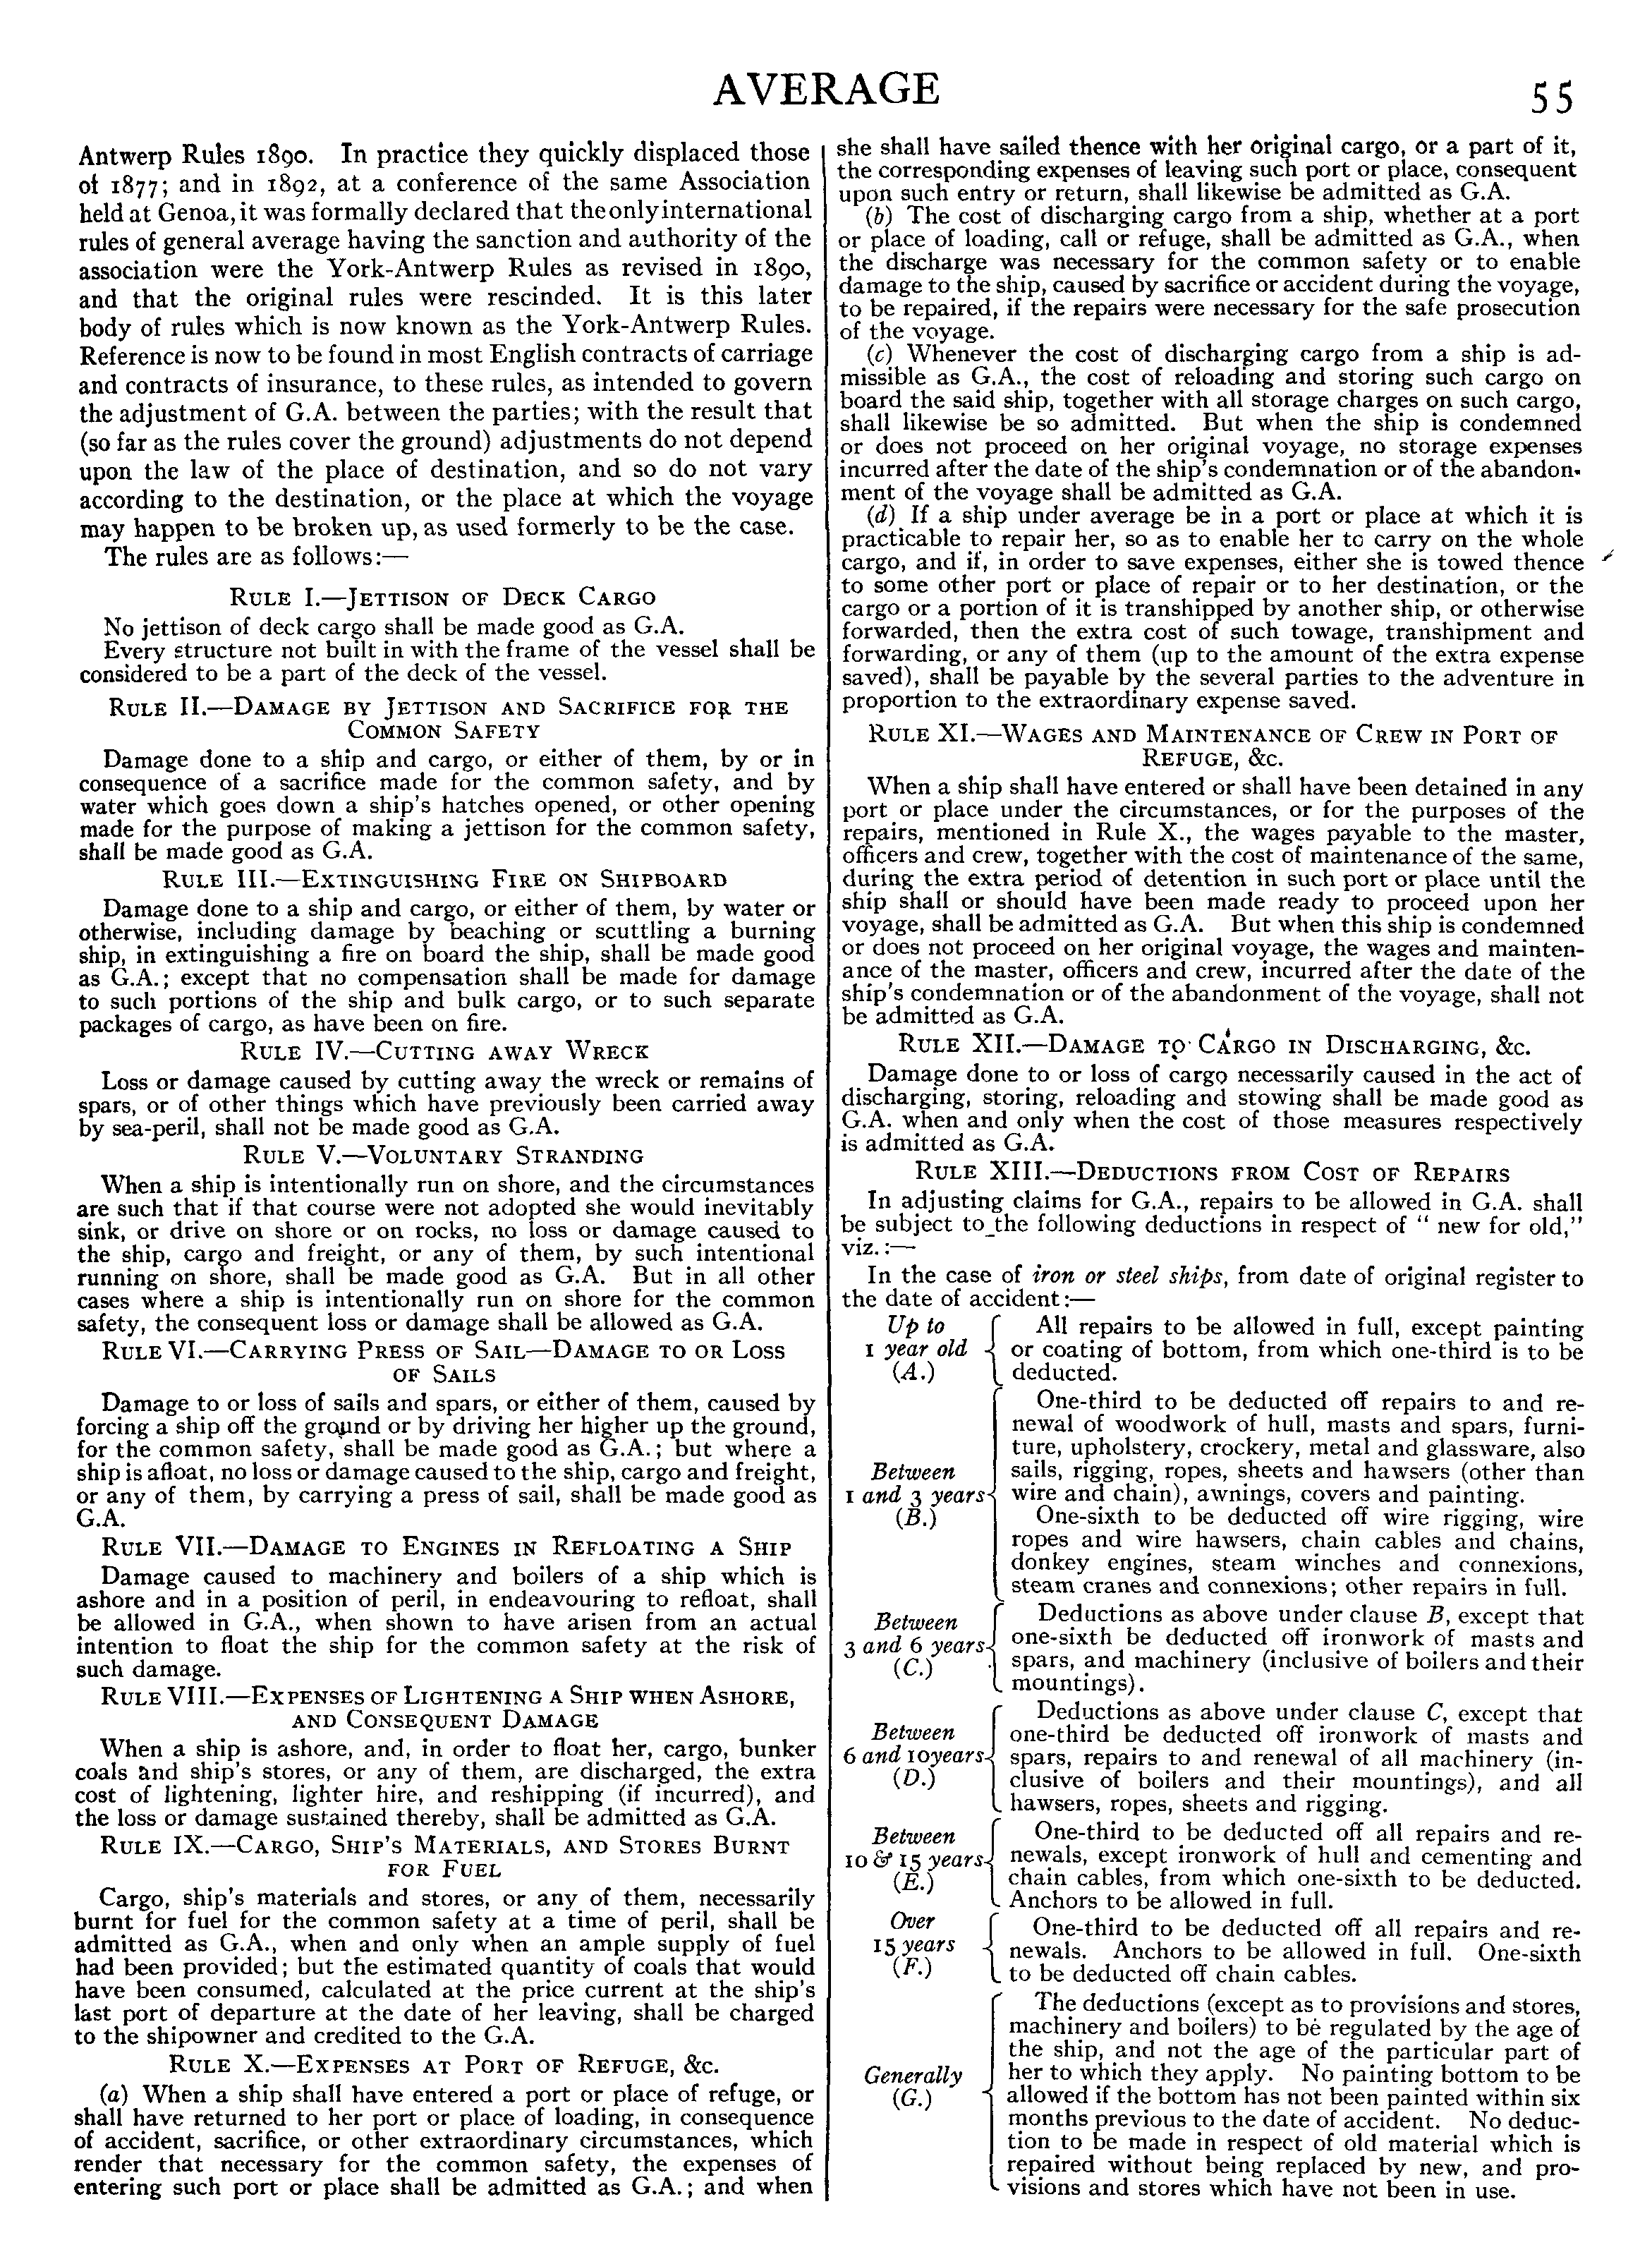 AVERAGE
55
Antwerp Rules 1890. In practice they quickly displaced those
of 1877; and in 1892, at a conference of the same Association
held at Genoa, it was formally declared that the only international
rules of general average having the sanction and authority of the
association were the York-Antwerp Rules as revised in 1890,
and that the original rules were rescinded. It is this later
body of rules which is now known as the York-Antwerp Rules.
Reference is now to be found in most English contracts of carriage
and contracts of insurance, to these rules, as intended to govern
the adjustment of G.A. between the parties; with the result that
(so far as the rules cover the ground) adjustments do not depend
upon the law of the place of destination, and so do not vary
according to the destination, or the place at which the voyage
may happen to be broken up, as used formerly to be the case.
The rules are as follows:—
RULE I.—JETTISON OF DECK CARGO
No jettison of deck cargo shall be made good as G.A.
Every structure not built in with the frame of the vessel shall be
considered to be a part of the deck of the vessel.
RULE II.—DAMAGE BY JETTISON AND SACRIFICE FOR THE
COMMON SAFETY
Damage done to a ship and cargo, or either of them, by or in
consequence of a sacrifice made for the common safety, and by
water which goes down a ship's hatches opened, or other opening
made for the purpose of making a jettison for the common safety,
shall be made good as G.A.
RULE III.—EXTINGUISHING FIRE ON SHIPBOARD
Damage done to a ship and cargo, or either of them, by water or
otherwise, including damage by beaching or scuttling a burning
ship, in extinguishing a fire on board the ship, shall be made good
as G.A.; except that no compensation shall be made for damage
to such portions of the ship and bulk cargo, or to such separate
packages of cargo, as have been on fire.
RULE IV.—CUTTING AWAY WRECK
Loss or damage caused by cutting away the wreck or remains of
spars, or of other things which have previously been carried away
by sea-peril, shall not be made good as G.A.
RULE V.—VOLUNTARY STRANDING
When a ship is intentionally run on shore, and the circumstances
are such that if that course were not adopted she would inevitably
sink, or drive on shore or on rocks, no loss or damage caused to
the ship, cargo and freight, or any of them, by such intentional
running on shore, shall be made good as G.A. But in all other
cases where a ship is intentionally run on shore for the common
safety, the consequent loss or damage shall be allowed as G.A.
RULE VI.—CARRYING PRESS OF SAIL—DAMAGE TO OR LOSS
OF SAILS
Damage to or loss of sails and spars, or either of them, caused by
forcing a ship off the ground or by driving her higher up the ground,
for the common safety, shall be made good as G.A.; but where a
ship is afloat, no loss or damage caused to the ship, cargo and freight,
or any of them, by carrying a press of sail, shall be made good as
G.A.
RULE VII.—DAMAGE TO ENGINES IN REFLOATING A SHIP
Damage caused to machinery and boilers of a ship which is
ashore and in a position of peril, in endeavouring to refloat, shall
be allowed in G.A., when shown to have arisen from an actual
intention to float the ship for the common safety at the risk of
such damage.
RULE VIII.—EXPENSES OF LIGHTENING A SHIP WHEN ASHORE,
AND CONSEQUENT DAMAGE
When a ship is ashore, and, in order to float her, cargo, bunker
coals and ship's stores, or any of them, are discharged, the extra
cost of lightening, lighter hire, and reshipping (if incurred), and
the loss or damage sustained thereby, shall be admitted as G.A.
RULE IX.—CARGO, SHIP'S MATERIALS, AND STORES BURNT
FOR FUEL
Cargo, ship's materials and stores, or any of them, necessarily
burnt for fuel for the common safety at a time of peril, shall be
admitted as G.A., when and only when an ample supply of fuel
had been provided; but the estimated quantity of coals that would
have been consumed, calculated at the price current at the ship's
last port of departure at the date of her leaving, shall be charged
to the shipowner and credited to the G.A.
RULE X.—EXPENSES AT PORT OF REFUGE, &c.
(a) When a ship shall have entered a port or place of refuge, or
shall have returned to her port or place of loading, in consequence
of accident, sacrifice, or other extraordinary circumstances, which
render that necessary for the common safety, the expenses of
entering such port or place shall be admitted as G.A.; and when
she shall have sailed thence with her original cargo, or a part of it,
the corresponding expenses of leaving such port or place, consequent
upon such entry or return, shall likewise be admitted as G.A.
(b) The cost of discharging cargo from a ship, whether at a port
or place of loading, call or refuge, shall be admitted as G.A., when
the discharge was necessary for the common safety or to enable
damage to the ship, caused by sacrifice or accident during the voyage,
to be repaired, if the repairs were necessary for the safe prosecution
of the voyage.
(c) Whenever the cost of discharging cargo from a ship is ad-
missible as G.A., the cost of reloading and storing such cargo on
board the said ship, together with all storage charges on such cargo,
shall likewise be so admitted. But when the ship is condemned
or does not proceed on her original voyage, no storage expenses
incurred after the date of the ship's condemnation or of the abandon-
ment of the voyage shall be admitted as G.A.
(d) If a ship under average be in a port or place at which it is
practicable to repair her, so as to enable her to carry on the whole
cargo, and if, in order to save expenses, either she is towed thence
to some other port or place of repair or to her destination, or the
cargo or a portion of it is transhipped by another ship, or otherwise
forwarded, then the extra cost of such towage, transhipment and
forwarding, or any of them (up to the amount of the extra expense
saved), shall be payable by the several parties to the adventure in
proportion to the extraordinary expense saved.
RULE XI.—WAGES AND MAINTENANCE OF CREW IN PORT OF
REFUGE, &c.
When a ship shall have entered or shall have been detained in any
port or place under the circumstances, or for the purposes of the
repairs, mentioned in Rule X., the wages payable to the master,
officers and crew, together with the cost of maintenance of the same,
during the extra period of detention in such port or place until the
ship shall or should have been made ready to proceed upon her
voyage, shall be admitted as G.A. But when this ship is condemned
or does not proceed on her original voyage, the wages and mainten-
ance of the master, officers and crew, incurred after the date of the
ship's condemnation or of the abandonment of the voyage, shall not
be admitted as G.A.
RULE XII.—DAMAGE TO CARGO IN DISCHARGING, &c.
Damage done to or loss of cargo necessarily caused in the act of
discharging, storing, reloading and stowing shall be made good as
G.A. when and only when the cost of those measures respectively
is admitted as G.A.
RULE XIII.—DEDUCTIONS FROM COST OF REPAIRS
In adjusting claims for G.A., repairs to be allowed in G.A. shall
be subject to the following deductions in respect of " new for old,"
viz.:—
In the case of iron or steel ships, from date of original register to
the date of accident:—
Up to
1 year old
(A.)
All repairs to be allowed in full, except painting
or coating of bottom, from which one-third is to be
deducted.
Between
1 and 3 years
(B.)
One-third to be deducted off repairs to and re-
newal of woodwork of hull, masts and spars, furni-
ture, upholstery, crockery, metal and glassware, also
sails, rigging, ropes, sheets and hawsers (other than
wire and chain), awnings, covers and painting.
One-sixth to be deducted off wire rigging, wire
ropes and wire hawsers, chain cables and chains,
donkey engines, steam winches and connexions,
steam cranes and connexions; other repairs in full.
Between
3 and 6 years
(C.)
Deductions as above under clause B, except that
one-sixth be deducted off ironwork of masts and
spars, and machinery (inclusive of boilers and their
mountings).
Between
6 and 10 years
(D.)
Deductions as above under clause C, except that
one-third be deducted off ironwork of masts and
spars, repairs to and renewal of all machinery (in-
clusive of boilers and their mountings), and all
hawsers, ropes, sheets and rigging.
Between
10 & 15 years
(E.)
One-third to be deducted off all repairs and re-
newals, except ironwork of hull and cementing and
chain cables, from which one-sixth to be deducted.
Anchors to be allowed in full.
Over
15 years
(F.)
One-third to be deducted off all repairs and re-
newals. Anchors to be allowed in full. One-sixth
to be deducted off chain cables.
Generally
(G.)
The deductions (except as to provisions and stores,
machinery and boilers) to be regulated by the age of
the ship, and not the age of the particular part of
her to which they apply. No painting bottom to be
allowed if the bottom has not been painted within six
months previous to the date of accident. No deduc-
tion to be made in respect of old material which is
repaired without being replaced by new, and pro-
visions and stores which have not been in use.